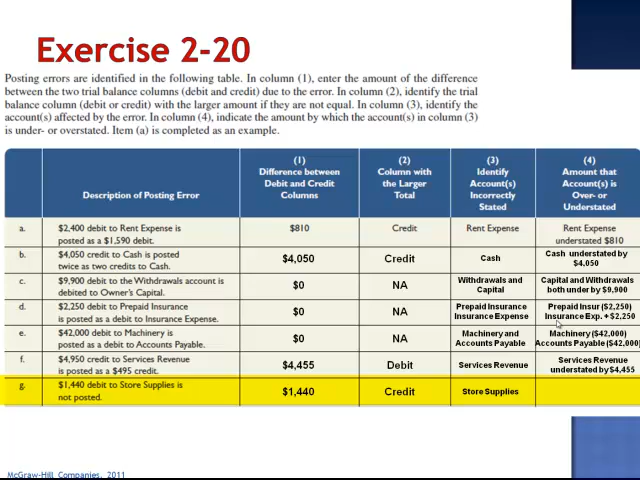 Exercise 2-20
Posting errors are identified in the following table. In column (1), enter the amount of the difference
between the two trial balance columns (debit and credit) due to the error. In column (2), identify the trial
balance column (debit or credit) with the larger amount if they are not equal. In column (3), identify the
account(s) affected by the error. In column (4), indicate the amount by which the account(s) in column (3)
is under- or overstated. Item (a) is completed as an example.
Description of Posting Error
(1)
Difference between
Debit and Credit
Columns
(2)
Column with
the Larger
Total
(3)
Identify
Account(s)
Incorrectly
Stated
(4)
Amount that
Account(s) is
Over- or
Understated
a.
$2,400 debit to Rent Expense is
posted as a $1,590 debit.
$810
Credit
Rent Expense
Rent Expense
understated $810
b.
$4,050 credit to Cash is posted
twice as two credits to Cash.
$4,050
Credit
Cash
Cash understated by
$4,050
c.
$9,900 debit to the Withdrawals account is
debited to Owner's Capital.
$0
NA
Withdrawals and
Capital
Capital and Withdrawals
both under by $9,900
d.
$2,250 debit to Prepaid Insurance
is posted as a debit to Insurance Expense.
$0
NA
Prepaid Insurance
Insurance Expense
Prepaid Insur ($2,250)
Insurance Exp. + $2,250
e.
$42,000 debit to Machinery is
posted as a debit to Accounts Payable.
$0
NA
Machinery and
Accounts Payable
Machinery ($42,000)
Accounts Payable ($42,000)
f.
$4,950 credit to Services Revenue
is posted as a $495 credit.
$4,455
Debit
Services Revenue
Services Revenue
understated by $4,455
g.
$1,440 debit to Store Supplies is
not posted.
$1,440
Credit
Store Supplies
McGraw-Hill Companies, 2011